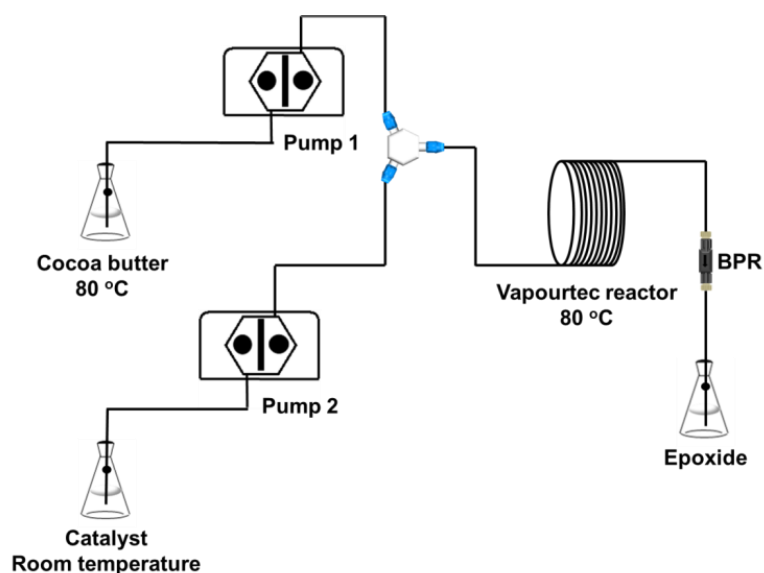 Pump 1
Cocoa butter
80 °C
Vapourtec reactor
80 °C
BPR
Pump 2
Epoxide
Catalyst
Room temperature